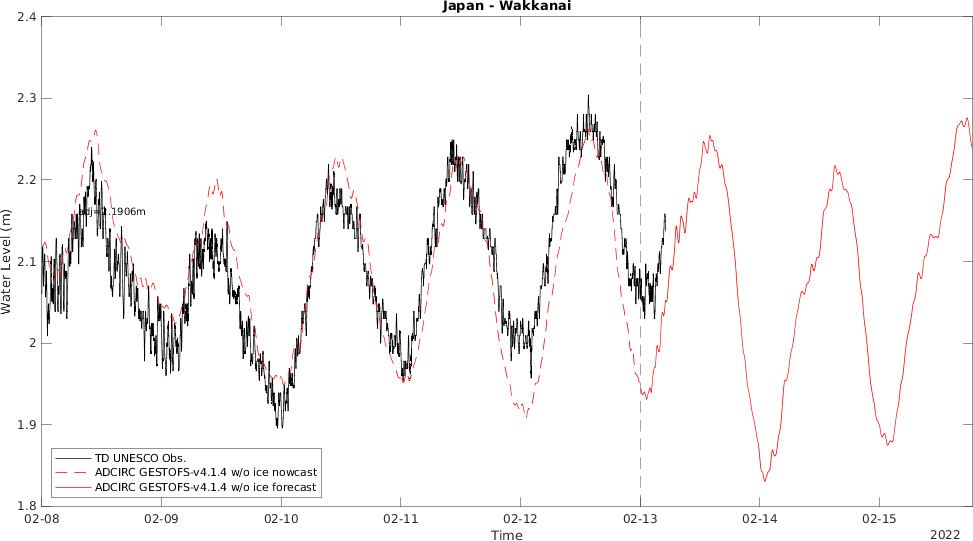 Japan - Wakkanai
2.4
2.3
2.2
2.1
2
1.9
1.8
Water Level (m)
TD UNESCO Obs.
ADCIRC GESTOFS-v4.1.4 w/o ice nowcast
ADCIRC GESTOFS-v4.1.4 w/o ice forecast
02-08 02-09 02-10 02-11 02-12 02-13 02-14 02-15
Time
2022